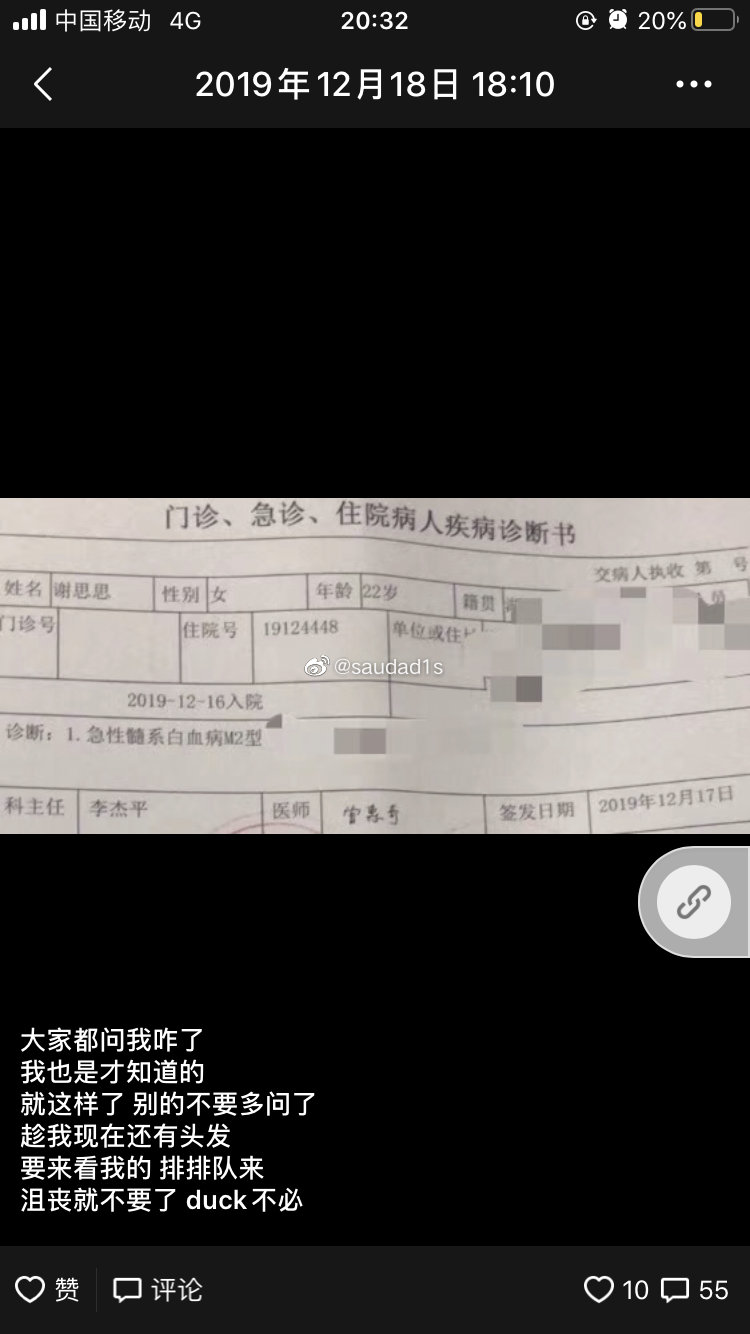 中国移动 4G 20:32 20%
2019年12月18日 18:10
门诊、急诊、住院病人疾病诊断书
交病人执收 第 号
姓名 谢思思 性别 女 年龄 22岁 籍贯
门诊号 住院号 19124448 单位或住
@saudad1s
2019-12-16入院
诊断：1. 急性髓系白血病M2型
科主任 李杰平 医师 签发日期 2019年12月17日
大家都问我咋了
我也是才知道的
就这样了 别的不要多问了
趁我现在还有头发
要来看我的 排排队来
沮丧就不要了 duck不必
赞 评论 10 55